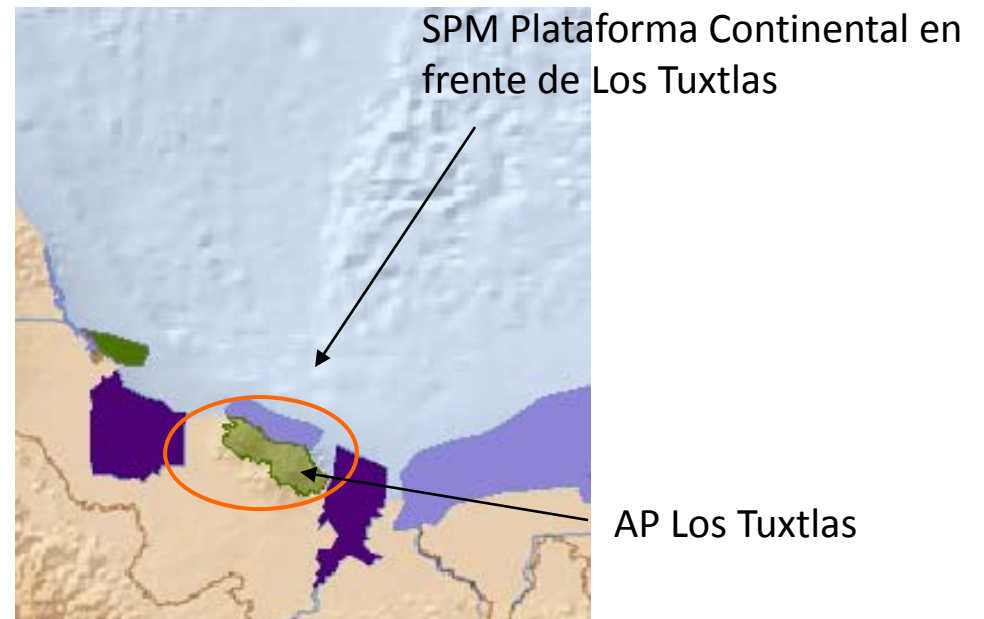 SPM Plataforma Continental en
frente de Los Tuxtlas
AP Los Tuxtlas